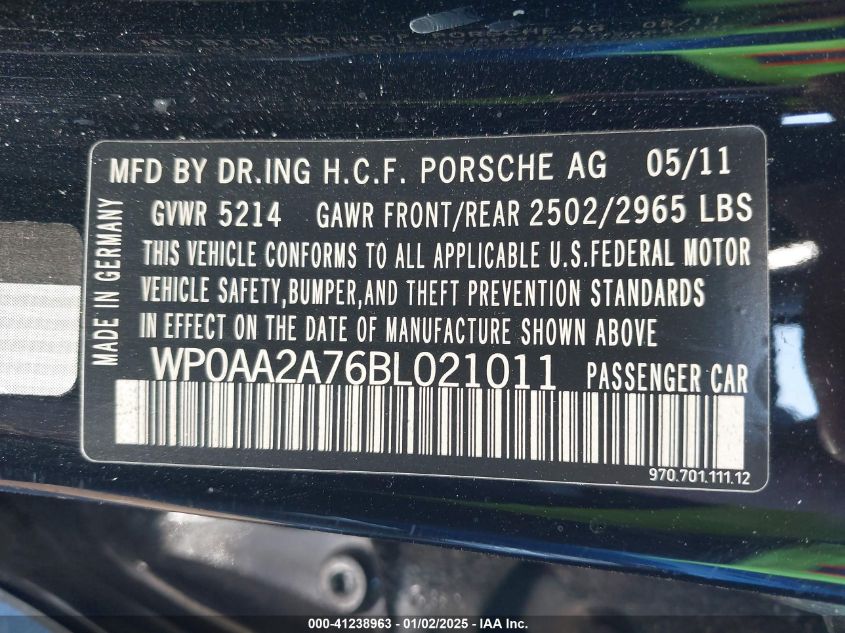 MFD BY DR.ING H.C.F. PORSCHE AG 05/11
GVWR 5214 GAWR FRONT/REAR 2502/2965 LBS
THIS VEHICLE CONFORMS TO ALL APPLICABLE U.S.FEDERAL MOTOR
VEHICLE SAFETY,BUMPER,AND THEFT PREVENTION STANDARDS
IN EFFECT ON THE DATE OF MANUFACTURE SHOWN ABOVE.
WP0AA2A76BL021011 PASSENGER CAR
970.701.111.12
MADE IN GERMANY
000-41238963 - 01/02/2025 - © IAA, LLC